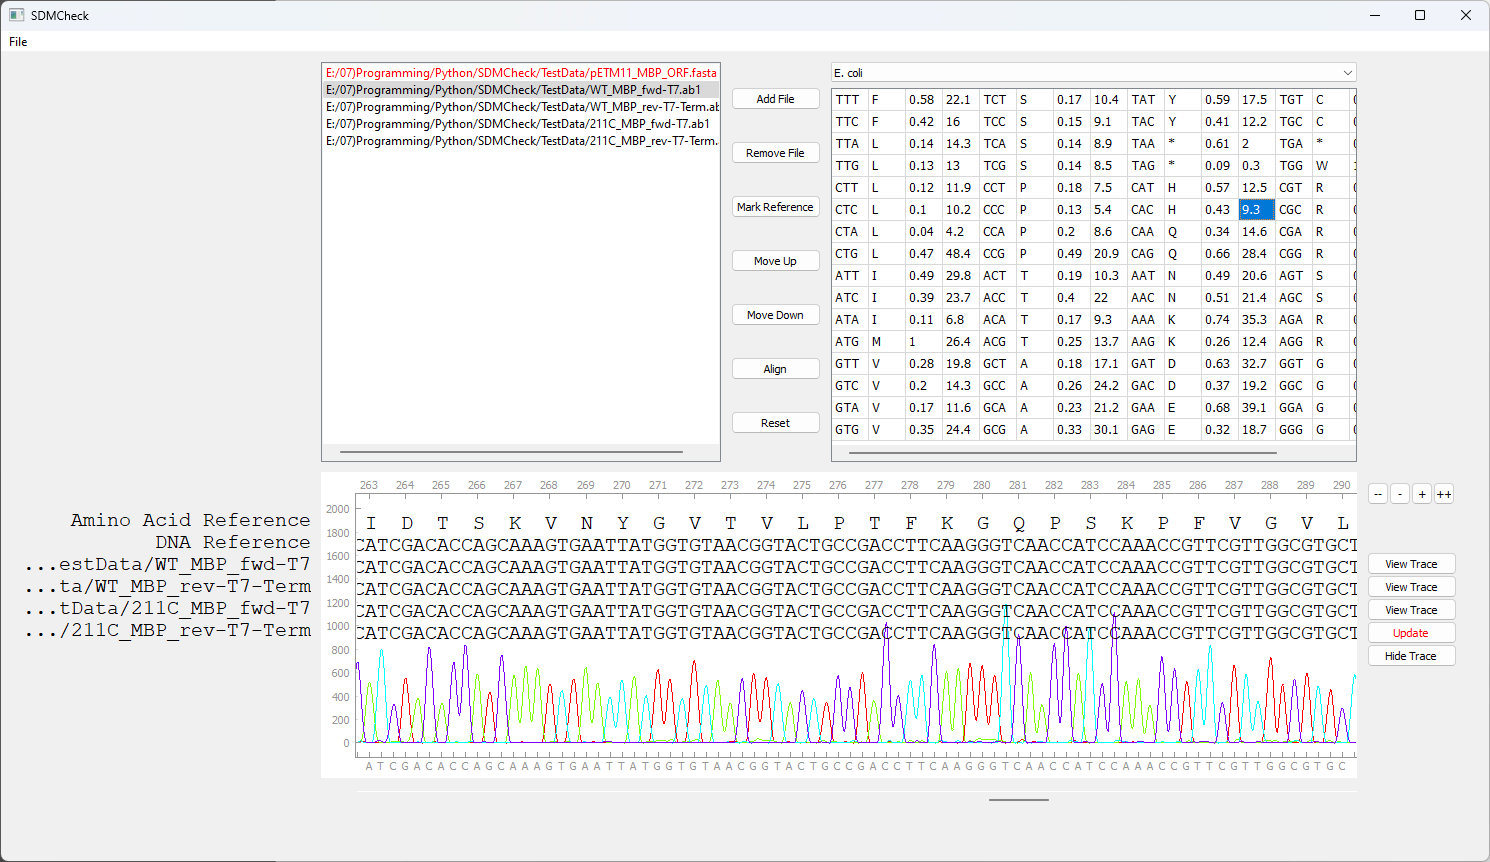 SDMCheck
File
E:/07)Programming/Python/SDMCheck/TestData/pETM11_MBP_ORF.fasta
E:/07)Programming/Python/SDMCheck/TestData/WT_MBP_fwd-T7.ab1
E:/07)Programming/Python/SDMCheck/TestData/WT_MBP_rev-T7-Term.ab
E:/07)Programming/Python/SDMCheck/TestData/211C_MBP_fwd-T7.ab1
E:/07)Programming/Python/SDMCheck/TestData/211C_MBP_rev-T7-Term.
Add File
Remove File
Mark Reference
Move Up
Move Down
Align
Reset
E. coli
TTT F 0.58 22.1 TCT S 0.17 10.4 TAT Y 0.59 17.5 TGT C
TTC F 0.42 16 TCC S 0.15 9.1 TAC Y 0.41 12.2 TGC C
TTA L 0.14 14.3 TCA S 0.14 8.9 TAA * 0.61 2 TGA *
TTG L 0.13 13 TCG S 0.14 8.5 TAG * 0.09 0.3 TGG W
CTT L 0.12 11.9 CCT P 0.18 7.5 CAT H 0.57 12.5 CGT R
CTC L 0.1 10.2 CCC P 0.13 5.4 CAC H 0.43 9.3 CGC R
CTA L 0.04 4.2 CCA P 0.2 8.6 CAA Q 0.34 14.6 CGA R
CTG L 0.47 48.4 CCG P 0.49 20.9 CAG Q 0.66 28.4 CGG R
ATT I 0.49 29.8 ACT T 0.19 10.3 AAT N 0.49 20.6 AGT S
ATC I 0.39 23.7 ACC T 0.4 22 AAC N 0.51 21.4 AGC S
ATA I 0.11 6.8 ACA T 0.17 9.3 AAA K 0.74 35.3 AGA R
ATG M 1 26.4 ACG T 0.25 13.7 AAG K 0.26 12.4 AGG R
GTT V 0.28 19.8 GCT A 0.18 17.1 GAT D 0.63 32.7 GGT G
GTC V 0.2 14.3 GCC A 0.26 24.2 GAC D 0.37 19.2 GGC G
GTA V 0.17 11.6 GCA A 0.23 21.2 GAA E 0.68 39.1 GGA G
GTG V 0.35 24.4 GCG A 0.33 30.1 GAG E 0.32 18.7 GGG G
263 264 265 266 267 268 269 270 271 272 273 274 275 276 277 278 279 280 281 282 283 284 285 286 287 288 289 290
-- - + ++
Amino Acid Reference
I D T S K V N Y G V T V L P T F K G Q P S K P F V G V L
DNA Reference
CATCGACACCAGCAAAGTGAATTATGGTGTAACGGTACTGCCGACCTTCAAGGGTCAACCATCCAAACCGTTCGTTGGCGTGCT
...estData/WT_MBP_fwd-T7
CATCGACACCAGCAAAGTGAATTATGGTGTAACGGTACTGCCGACCTTCAAGGGTCAACCATCCAAACCGTTCGTTGGCGTGCT
...ta/WT_MBP_rev-T7-Term
CATCGACACCAGCAAAGTGAATTATGGTGTAACGGTACTGCCGACCTTCAAGGGTCAACCATCCAAACCGTTCGTTGGCGTGCT
...tData/211C_MBP_fwd-T7
CATCGACACCAGCAAAGTGAATTATGGTGTAACGGTACTGCCGACCTTCAAGGGTCAACCATCCAAACCGTTCGTTGGCGTGCT
.../211C_MBP_rev-T7-Term
CATCGACACCAGCAAAGTGAATTATGGTGTAACGGTACTGCCGACCTTCAAGGGTCAACCATCCAAACCGTTCGTTGGCGTGCT
View Trace
View Trace
View Trace
Update
Hide Trace
2000
1800
1600
1400
1200
1000
800
600
400
200
0
A T C G A C A C C A G C A A A G T G A A T T A T G G T G T A A C G G T A C T G C C G A C C T T C A A G G G T C A A C C A T C C A A A C C G T T C G T T G G C G T G C